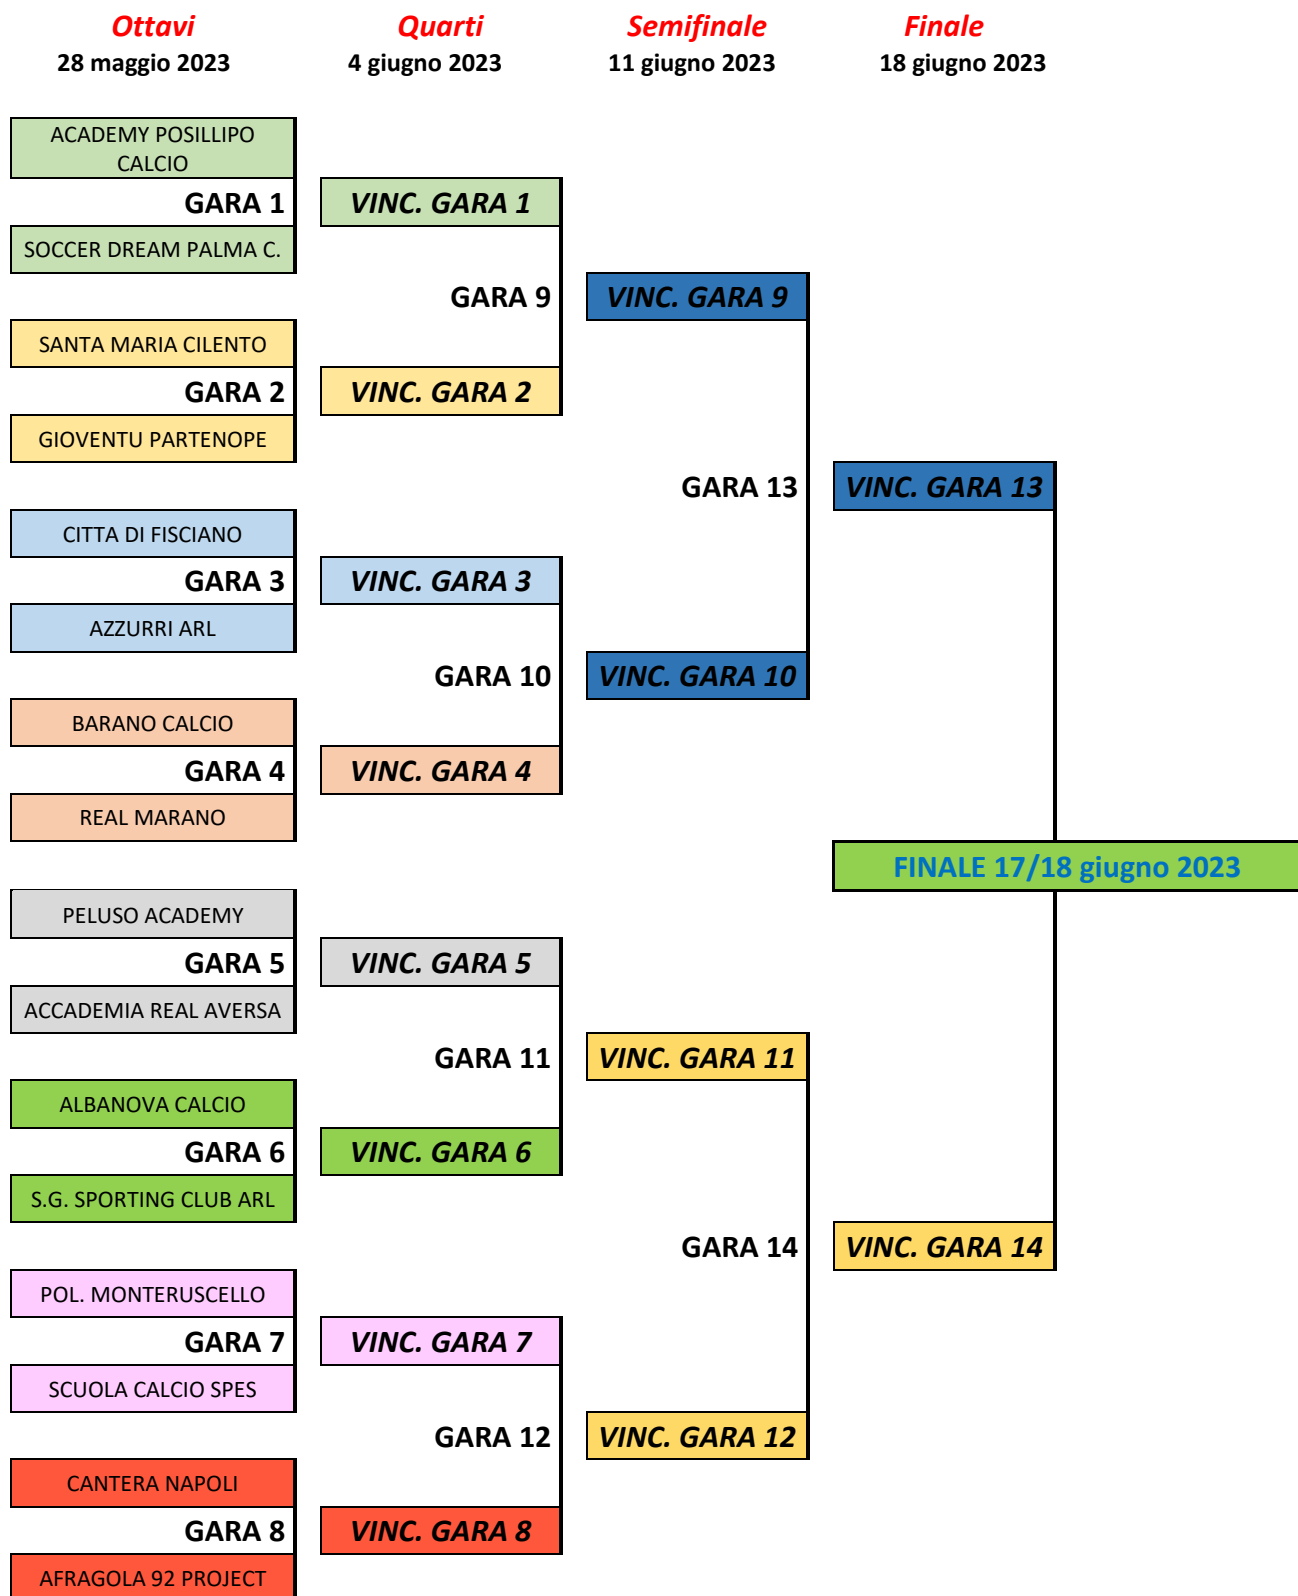 Ottavi Quarti Semifinale Finale
28 maggio 2023 4 giugno 2023 11 giugno 2023 18 giugno 2023
ACADEMY POSILLIPO
CALCIO
GARA 1 VINC. GARA 1
SOCCER DREAM PALMA C.
GARA 9 VINC. GARA 9
SANTA MARIA CILENTO
GARA 2 VINC. GARA 2
GIOVENTU PARTENOPE
GARA 13 VINC. GARA 13
CITTA DI FISCIANO
GARA 3 VINC. GARA 3
AZZURRI ARL
GARA 10 VINC. GARA 10
BARANO CALCIO
GARA 4 VINC. GARA 4
REAL MARANO
FINALE 17/18 giugno 2023
PELUSO ACADEMY
GARA 5 VINC. GARA 5
ACCADEMIA REAL AVERSA
GARA 11 VINC. GARA 11
ALBANOVA CALCIO
GARA 6 VINC. GARA 6
S.G. SPORTING CLUB ARL
GARA 14 VINC. GARA 14
POL. MONTERUSCELLO
GARA 7 VINC. GARA 7
SCUOLA CALCIO SPES
GARA 12 VINC. GARA 12
CANTERA NAPOLI
GARA 8 VINC. GARA 8
AFRAGOLA 92 PROJECT